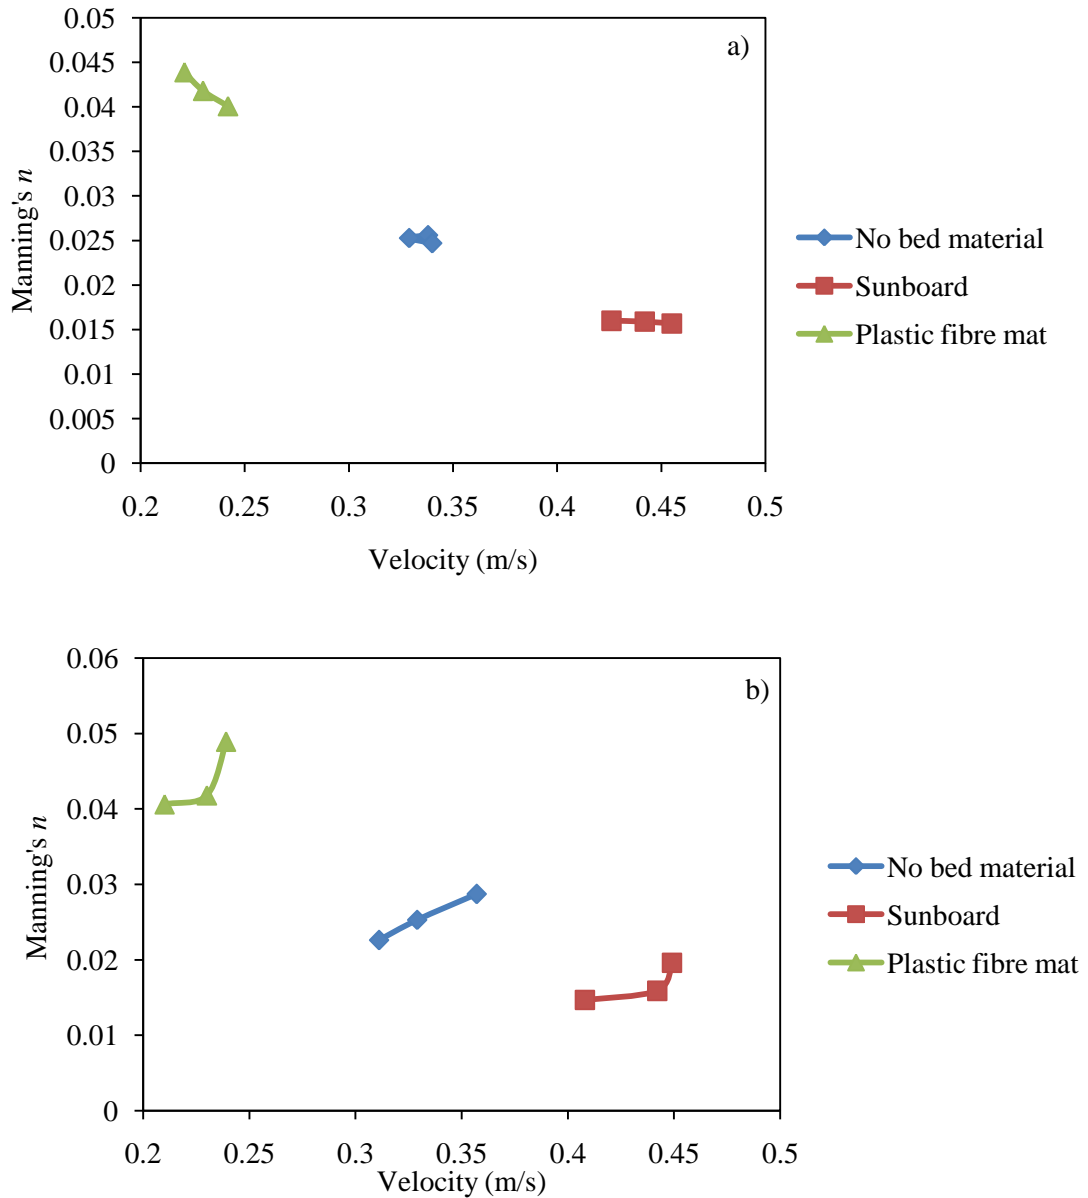 a)
0.05
0.045
0.04
0.035
0.03
0.025
0.02
0.015
0.01
0.005
0
Manning's n
0.2 0.25 0.3 0.35 0.4 0.45 0.5
Velocity (m/s)
No bed material
Sunboard
Plastic fibre mat
b)
0.06
0.05
0.04
0.03
0.02
0.01
0
Manning's n
0.2 0.25 0.3 0.35 0.4 0.45 0.5
Velocity (m/s)
No bed material
Sunboard
Plastic fibre mat